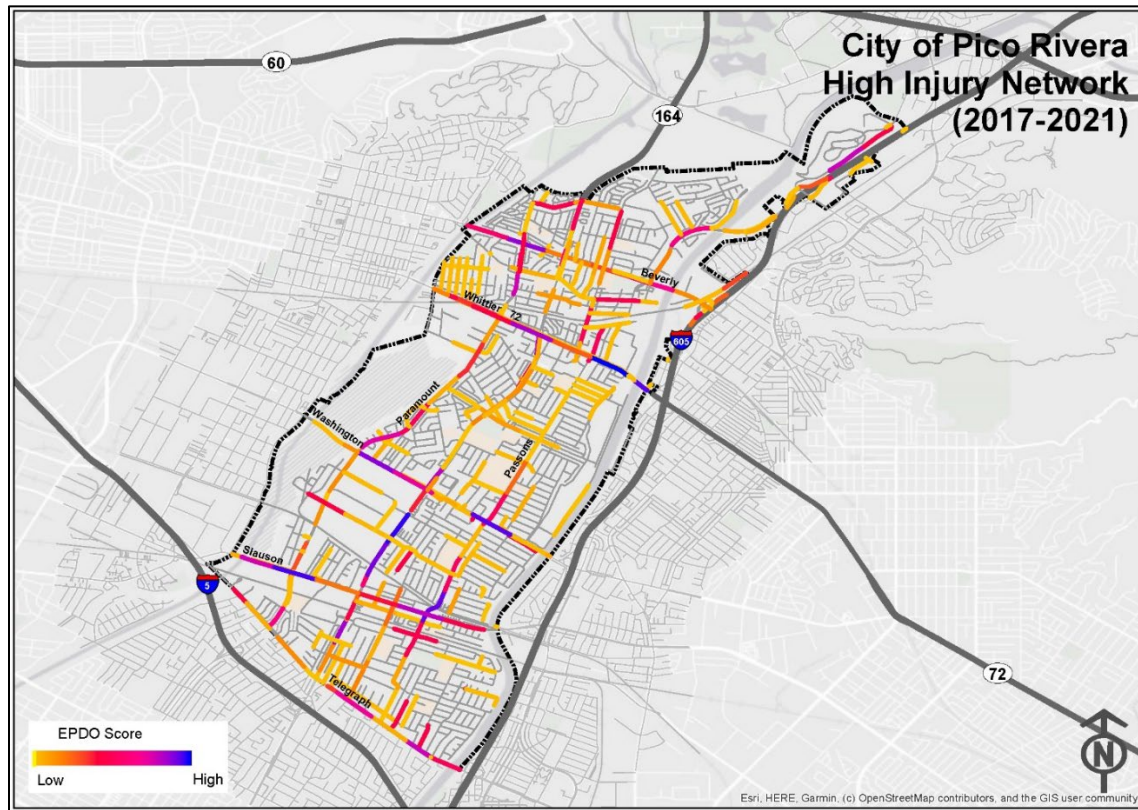 City of Pico Rivera
High Injury Network
(2017-2021)
60
164
Beverly
Whittier 72
605
Paramount
Washington
Passons
Slauson
5
Telegraph
72
EPDO Score
Low High
N
Esri, HERE, Garmin, (c) OpenStreetMap contributors, and the GIS user community